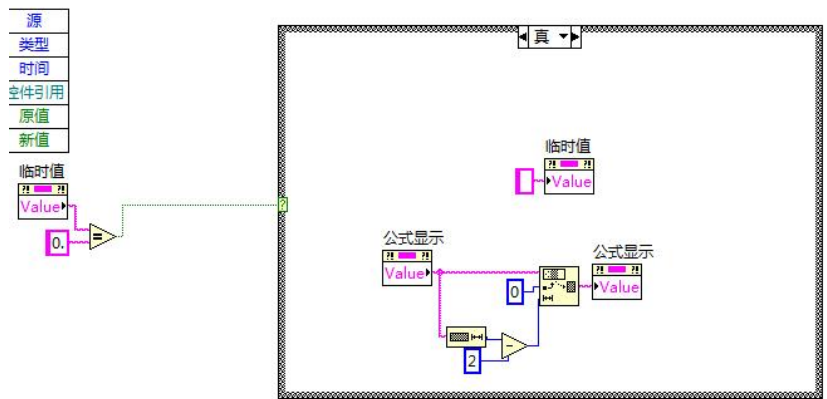 源
类型
时间
控件引用
原值
新值
临时值
?! ?!
Value
0.
=
?
真
临时值
?! ?!
Value
公式显示
?! ?!
Value
0
公式显示
?! ?!
Value
2
-